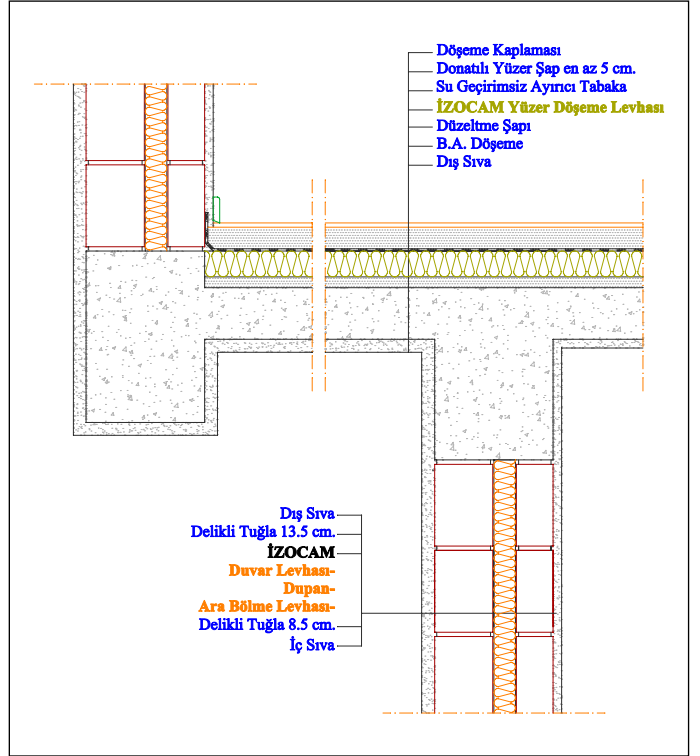 Döşeme Kaplaması
Donatılı Yüzer Şap en az 5 cm.
Su Geçirimsiz Ayırıcı Tabaka
İZOCAM Yüzer Döşeme Levhası
Düzeltme Şapı
B.A. Döşeme
Dış Sıva
Dış Sıva
Delikli Tuğla 13.5 cm.
İZOCAM
Duvar Levhası-
Dupan-
Ara Bölme Levhası-
Delikli Tuğla 8.5 cm.
İç Sıva